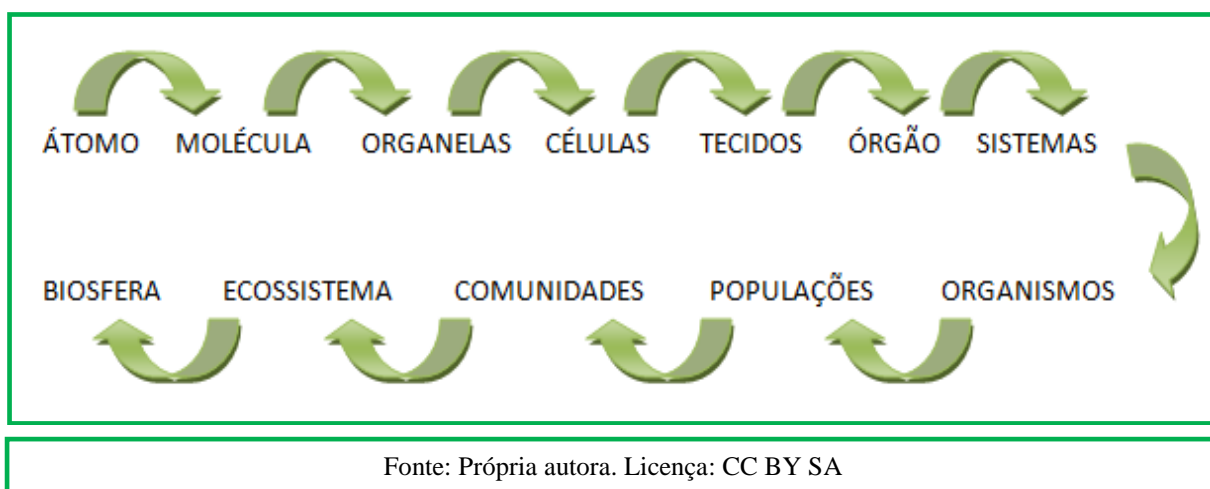 ÁTOMO MOLÉCULA ORGANELAS CÉLULAS TECIDOS ÓRGÃO SISTEMAS
BIOSFERA ECOSSISTEMA COMUNIDADES POPULAÇÕES ORGANISMOS
Fonte: Própria autora. Licença: CC BY SA